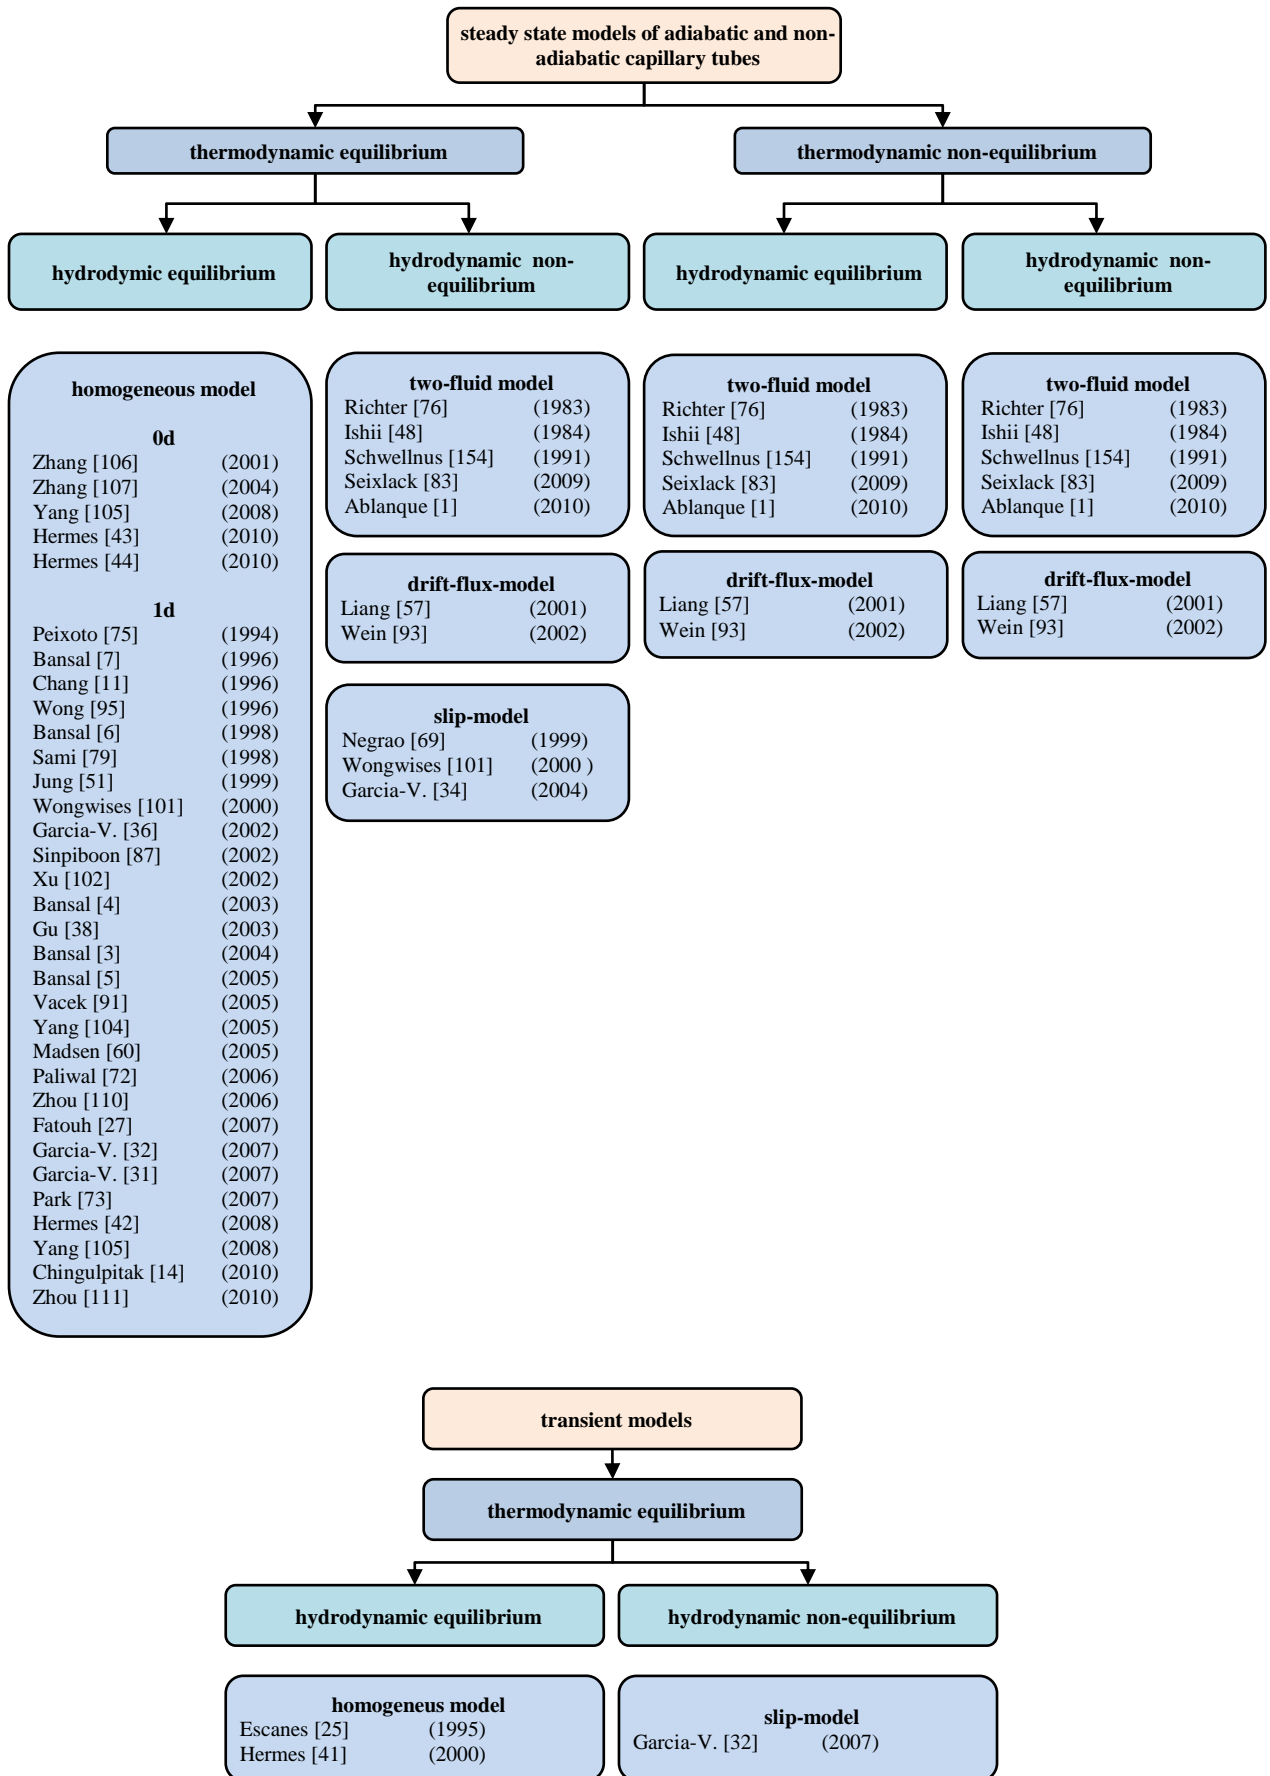 steady state models of adiabatic and non-
adiabatic capillary tubes
thermodynamic equilibrium
thermodynamic non-equilibrium
hydrodymic equilibrium
hydrodynamic non-
equilibrium
hydrodynamic equilibrium
hydrodynamic non-
equilibrium
homogeneous model
0d
Zhang [106] (2001)
Zhang [107] (2004)
Yang [105] (2008)
Hermes [43] (2010)
Hermes [44] (2010)
1d
Peixoto [75] (1994)
Bansal [7] (1996)
Chang [11] (1996)
Wong [95] (1996)
Bansal [6] (1998)
Sami [79] (1998)
Jung [51] (1999)
Wongwises [101] (2000)
Garcia-V. [36] (2002)
Sinpiboon [87] (2002)
Xu [102] (2002)
Bansal [4] (2003)
Gu [38] (2003)
Bansal [3] (2004)
Bansal [5] (2005)
Vacek [91] (2005)
Yang [104] (2005)
Madsen [60] (2005)
Paliwal [72] (2006)
Zhou [110] (2006)
Fatouh [27] (2007)
Garcia-V. [32] (2007)
Garcia-V. [31] (2007)
Park [73] (2007)
Hermes [42] (2008)
Yang [105] (2008)
Chingulpitak [14] (2010)
Zhou [111] (2010)
two-fluid model
Richter [76] (1983)
Ishii [48] (1984)
Schwellnus [154] (1991)
Seixlack [83] (2009)
Ablanque [1] (2010)
drift-flux-model
Liang [57] (2001)
Wein [93] (2002)
slip-model
Negrao [69] (1999)
Wongwises [101] (2000 )
Garcia-V. [34] (2004)
two-fluid model
Richter [76] (1983)
Ishii [48] (1984)
Schwellnus [154] (1991)
Seixlack [83] (2009)
Ablanque [1] (2010)
drift-flux-model
Liang [57] (2001)
Wein [93] (2002)
two-fluid model
Richter [76] (1983)
Ishii [48] (1984)
Schwellnus [154] (1991)
Seixlack [83] (2009)
Ablanque [1] (2010)
drift-flux-model
Liang [57] (2001)
Wein [93] (2002)
transient models
thermodynamic equilibrium
hydrodynamic equilibrium
hydrodynamic non-equilibrium
homogeneus model
Escanes [25] (1995)
Hermes [41] (2000)
slip-model
Garcia-V. [32] (2007)